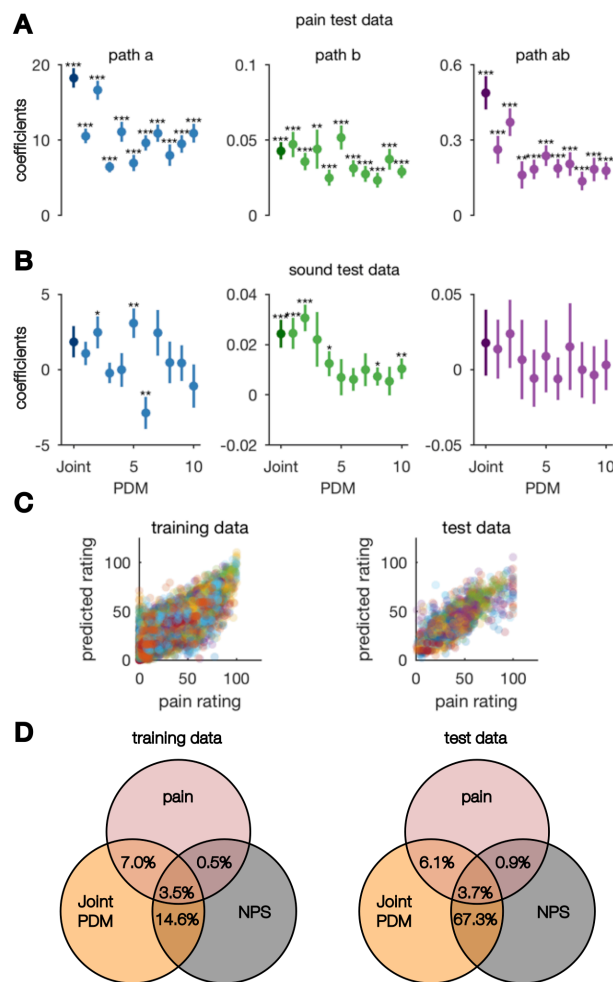 A
pain test data
path a
path b
path ab
coefficients
20
10
0
0.1
0.05
0
0.6
0.3
0
*** *** *** *** *** *** *** *** *** *** ***
*** *** *** ** *** *** *** *** ** *** ***
*** *** *** *** *** *** *** *** *** *** ***
B
sound test data
coefficients
5
0
-5
0.04
0.02
0
-0.02
0.05
0
-0.05
* ** **
*** *** *** * * **
Joint 5 10
Joint 5 10
Joint 5 10
PDM
PDM
PDM
C
training data
test data
predicted rating
100
50
0
0 50 100
pain rating
predicted rating
100
50
0
0 50 100
pain rating
D
training data
test data
pain
7.0%
0.5%
3.5%
Joint
PDM
14.6%
NPS
pain
6.1%
0.9%
3.7%
Joint
PDM
67.3%
NPS